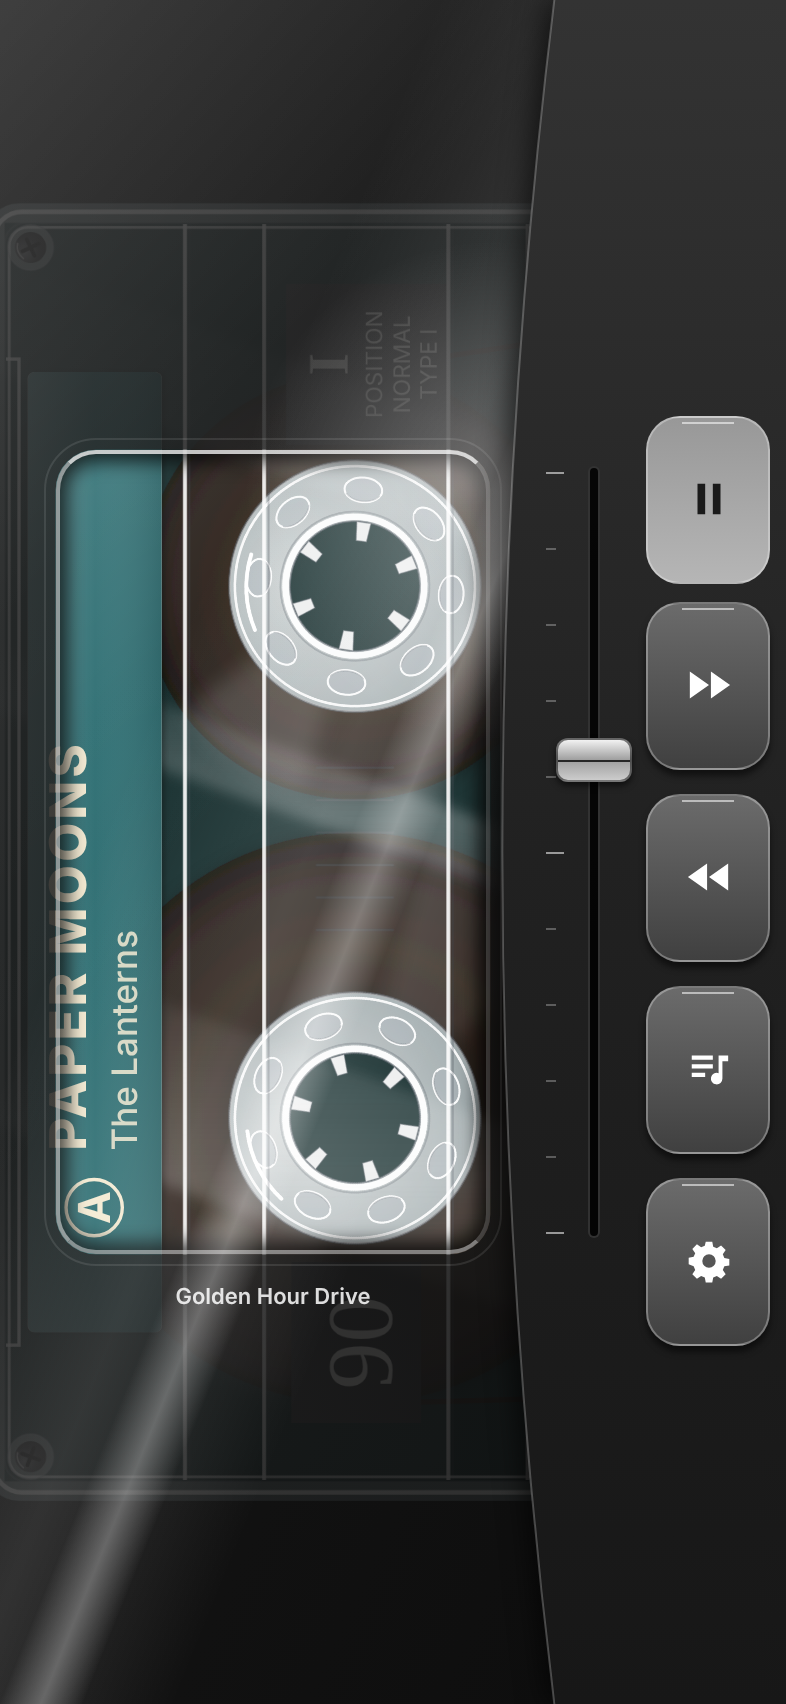 PAPER MOONS
The Lanterns
A
I
POSITION
NORMAL
TYPE I
Golden Hour Drive
90